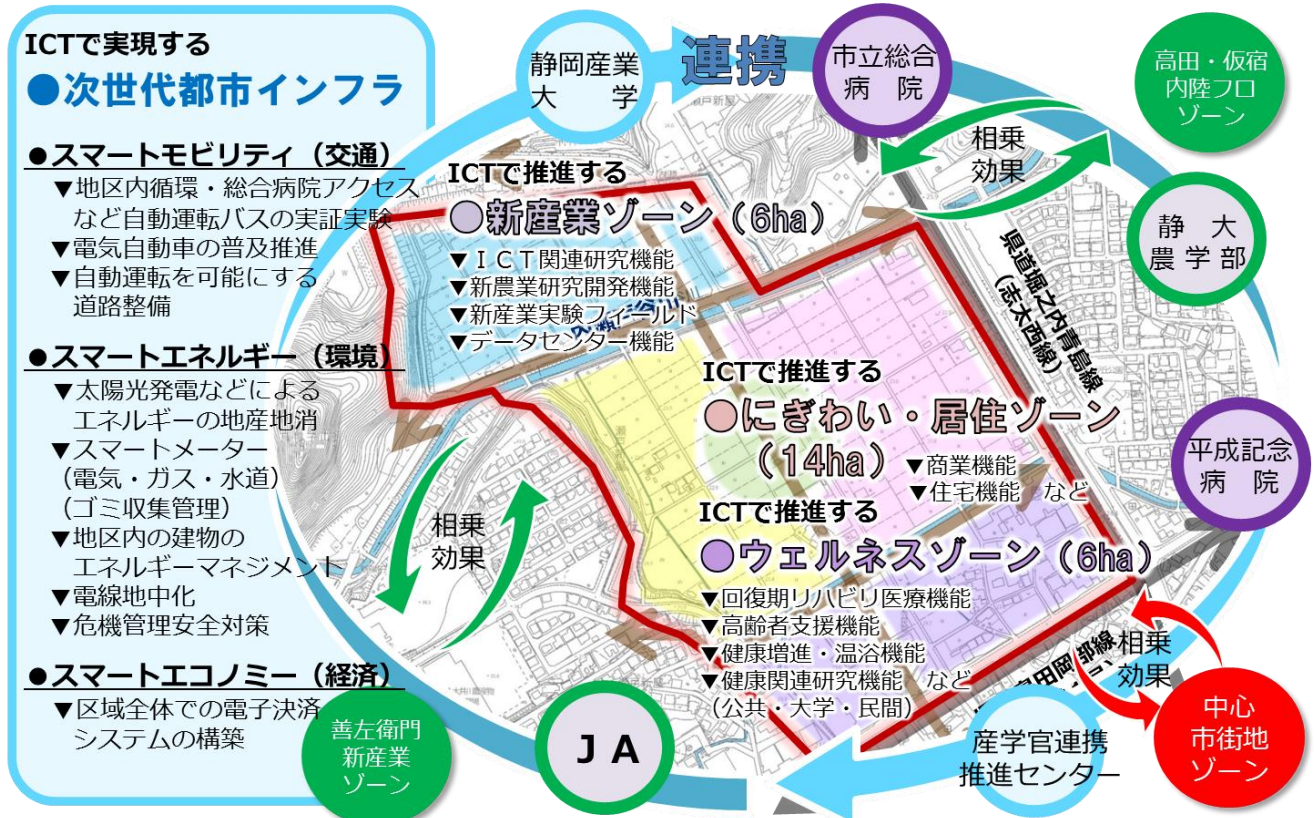 ICTで実現する
●次世代都市インフラ
●スマートモビリティ（交通）
▼地区内循環・総合病院アクセス
など自動運転バスの実証実験
▼電気自動車の普及推進
▼自動運転を可能にする
道路整備
●スマートエネルギー（環境）
▼太陽光発電などによる
エネルギーの地産地消
▼スマートメーター
（電気・ガス・水道）
（ゴミ収集管理）
▼地区内の建物の
エネルギーマネジメント
▼電線地中化
▼危機管理安全対策
●スマートエコノミー（経済）
▼区域全体での電子決済
システムの構築
静岡産業
大　学
連携
市立総合
病　院
高田・仮宿
内陸フロ
ゾーン
相乗
効果
静　大
農学部
県道堀之内青島線
（志太西線）
平成記念
病　院
ICTで推進する
●新産業ゾーン（6ha）
▼ＩＣＴ関連研究機能
▼新農業研究開発機能
▼新産業実験フィールド
▼データセンター機能
ICTで推進する
●にぎわい・居住ゾーン
（14ha）
▼商業機能
▼住宅機能　など
ICTで推進する
●ウェルネスゾーン（6ha）
▼回復期リハビリ医療機能
▼高齢者支援機能
▼健康増進・温浴機能
▼健康関連研究機能　など
（公共・大学・民間）
相乗
効果
相乗
効果
中心
市街地
ゾーン
産学官連携
推進センター
ＪＡ
善左衛門
新産業
ゾーン